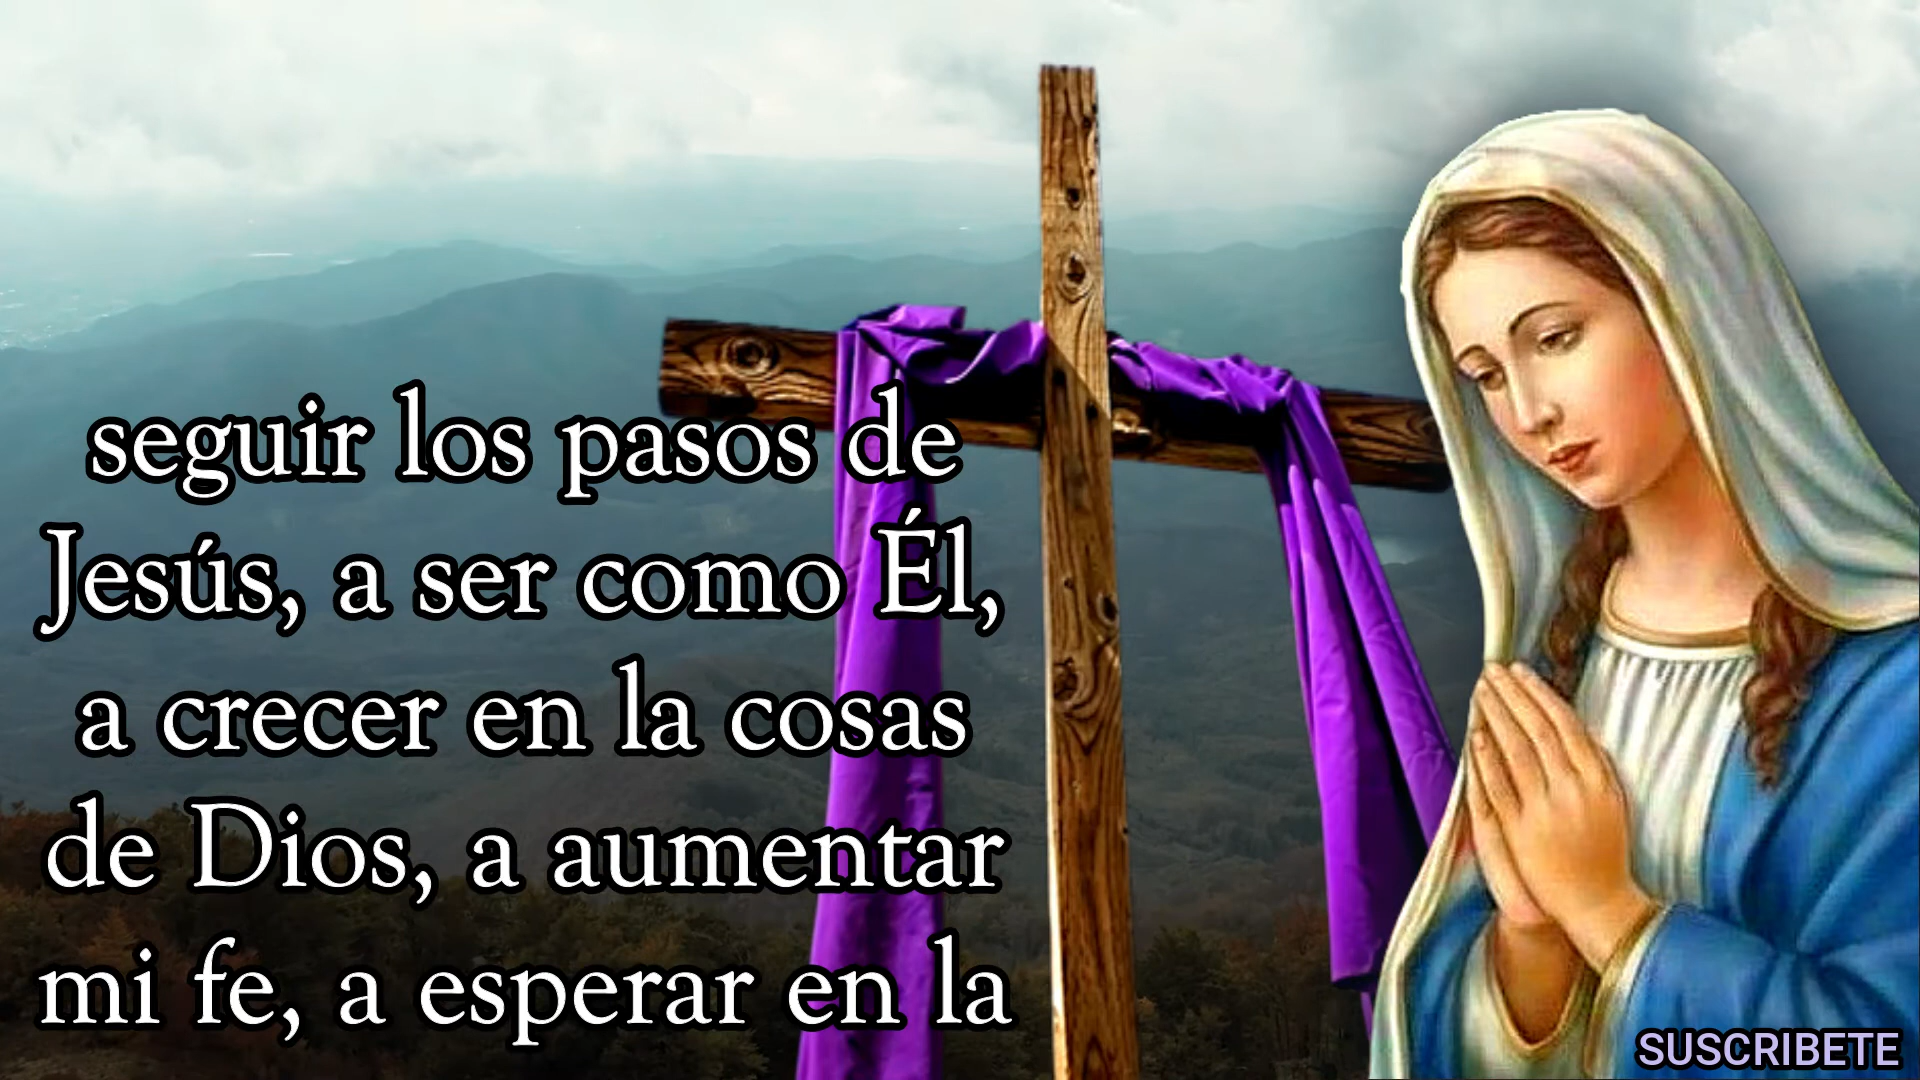 seguir los pasos de
Jesús, a ser como Él,
a crecer en la cosas
de Dios, a aumentar
mi fe, a esperar en la
SUSCRIBETE